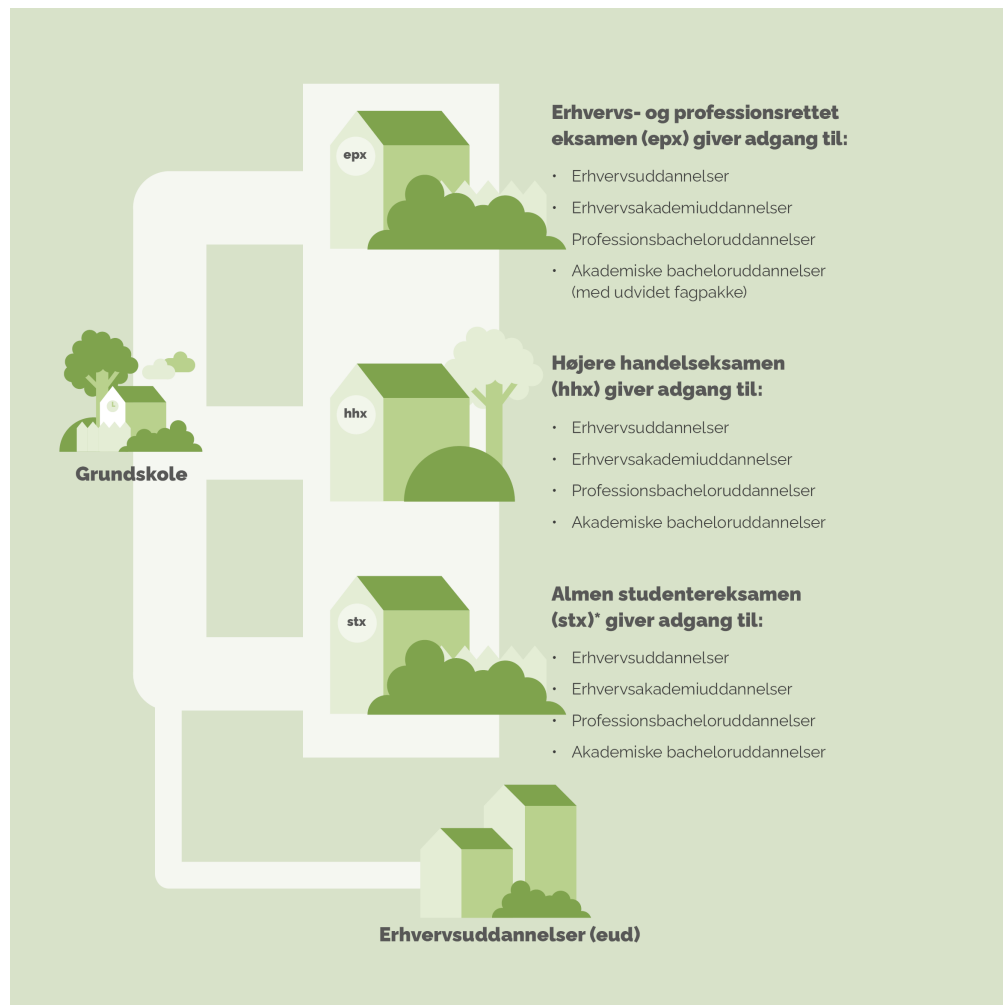 Erhvervs- og professionsrettet
eksamen (epx) giver adgang til:
epx
• Erhvervsuddannelser
• Erhvervsakademiuddannelser
• Professionsbacheloruddannelser
• Akademiske bacheloruddannelser
(med udvidet fagpakke)
Grundskole
Højere handelseksamen
(hhx) giver adgang til:
hhx
• Erhvervsuddannelser
• Erhvervsakademiuddannelser
• Professionsbacheloruddannelser
• Akademiske bacheloruddannelser
Almen studentereksamen
(stx)* giver adgang til:
stx
• Erhvervsuddannelser
• Erhvervsakademiuddannelser
• Professionsbacheloruddannelser
• Akademiske bacheloruddannelser
Erhvervsuddannelser (eud)